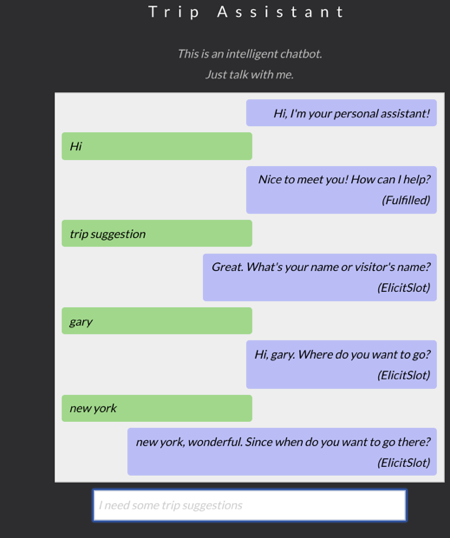 Trip Assistant
This is an intelligent chatbot.
Just talk with me.
Hi, I'm your personal assistant!
Hi
Nice to meet you! How can I help?
(Fulfilled)
trip suggestion
Great. What's your name or visitor's name?
(ElicitSlot)
gary
Hi, gary. Where do you want to go?
(ElicitSlot)
new york
new york, wonderful. Since when do you want to go there?
(ElicitSlot)
I need some trip suggestions